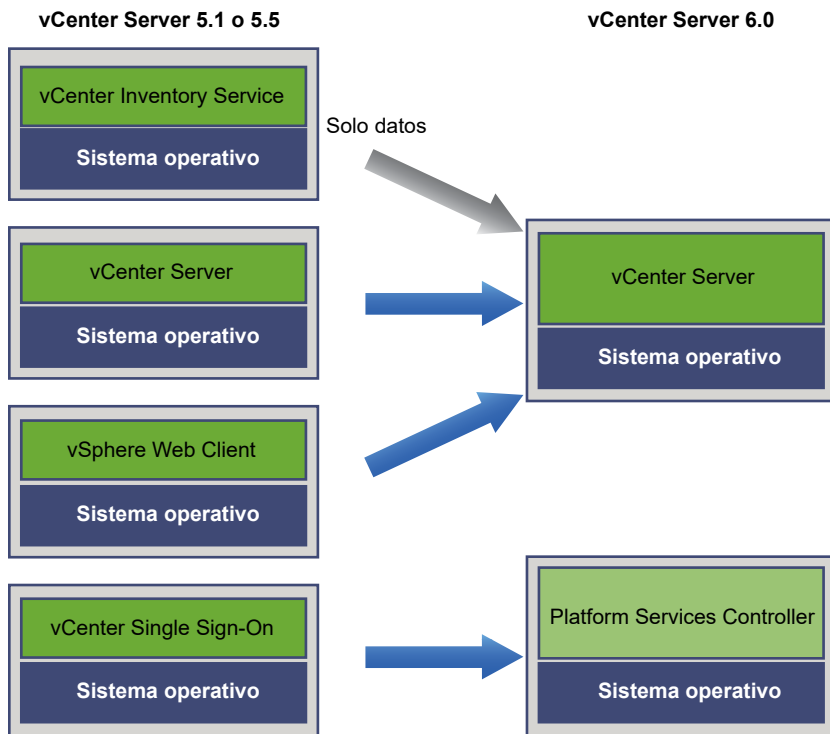 vCenter Server 5.1 o 5.5
vCenter Server 6.0
vCenter Inventory Service
Sistema operativo
Solo datos
vCenter Server
Sistema operativo
vCenter Server
Sistema operativo
vSphere Web Client
Sistema operativo
vCenter Single Sign-On
Sistema operativo
Platform Services Controller
Sistema operativo